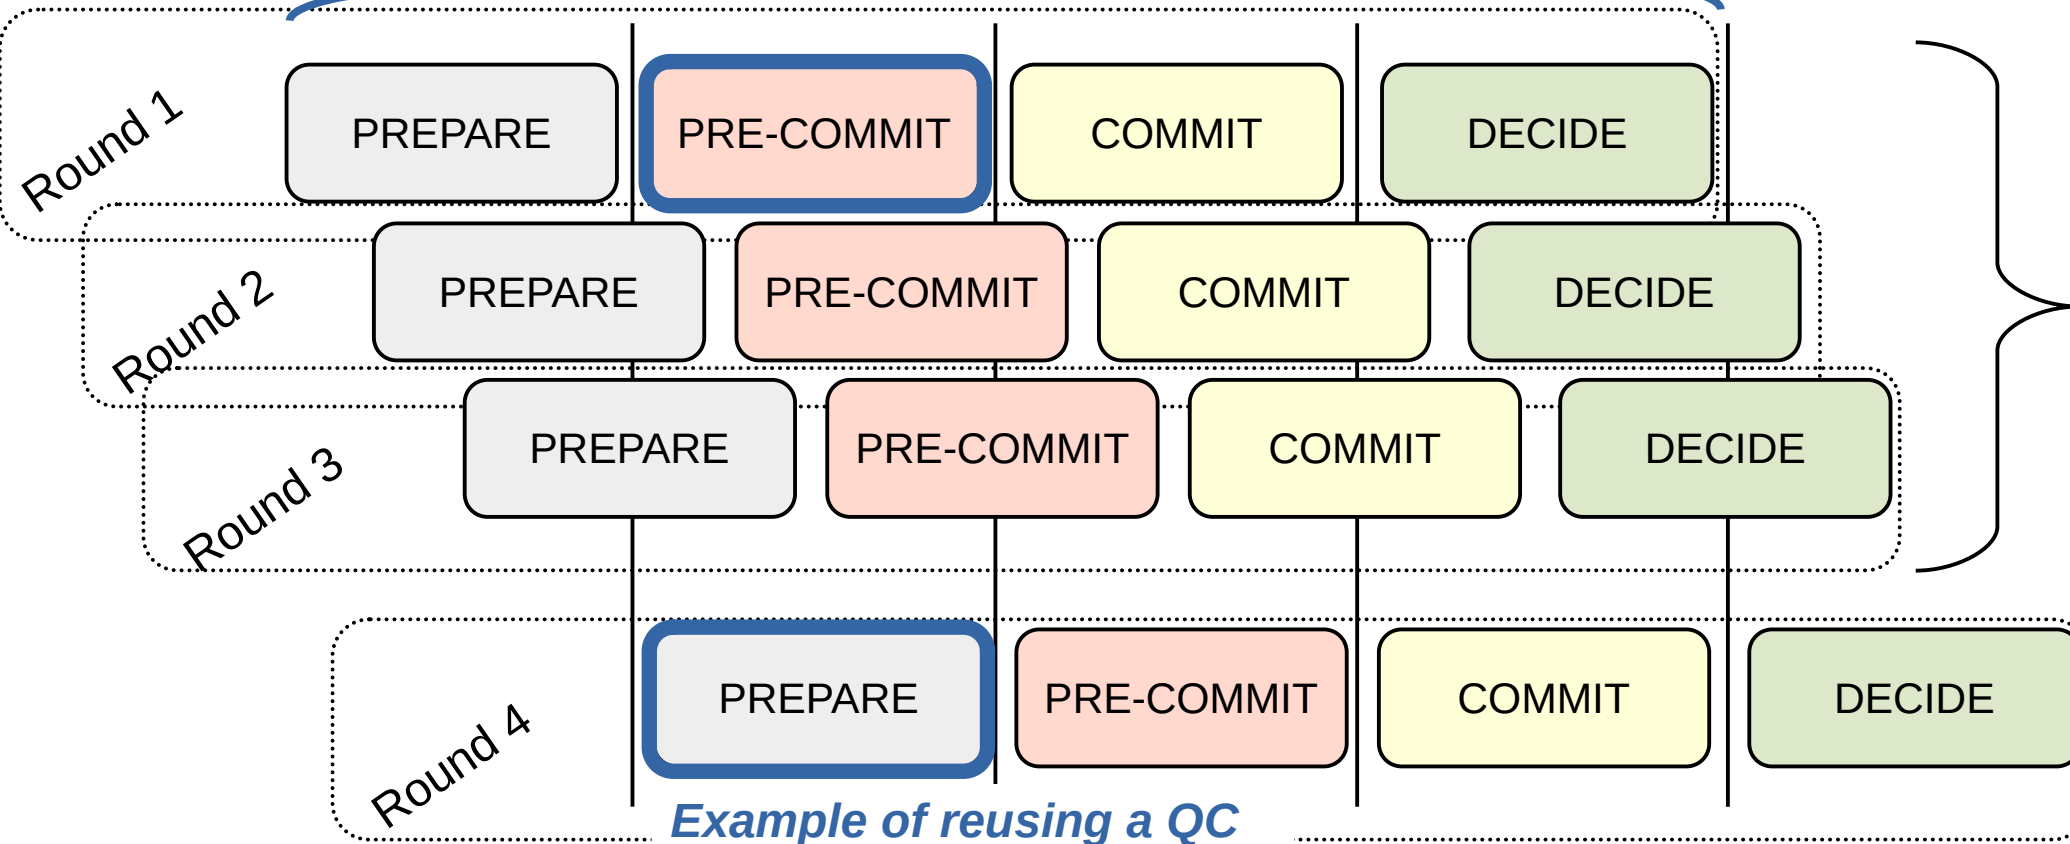 Round 1
PREPARE PRE-COMMIT COMMIT DECIDE
Round 2
PREPARE PRE-COMMIT COMMIT DECIDE
Round 3
PREPARE PRE-COMMIT COMMIT DECIDE
Round 4
PREPARE PRE-COMMIT COMMIT DECIDE
Example of reusing a QC